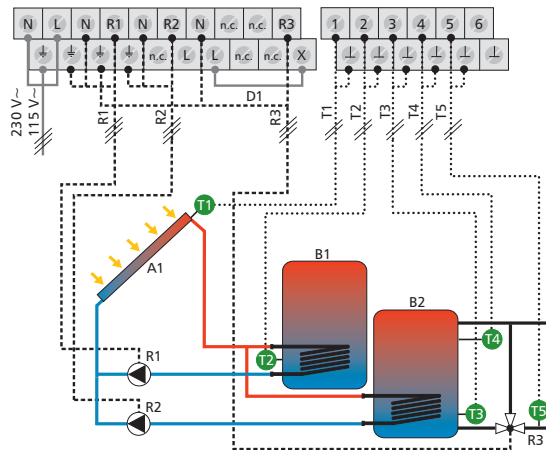 N L N R1 N R2 N n.c. n.c. R3
n.c. L L n.c. n.c. X
1 2 3 4 5 6
D1
230 V~
115 V~
R1
R2
R3
T1
T2
T3
T4
T5
T1
A1
B1
B2
T2
T4
T3
T5
R1
R2
R3